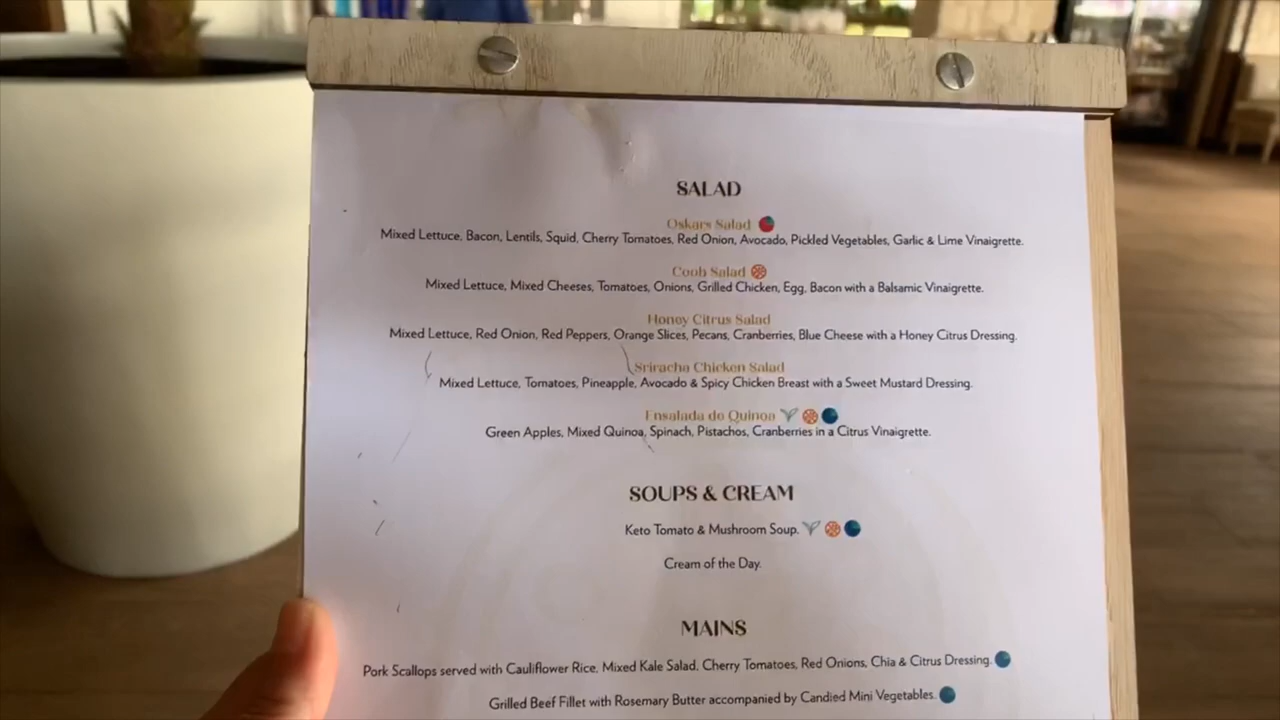 SALAD
Oskars Salad
Mixed Lettuce, Bacon, Lentils, Squid, Cherry Tomatoes, Red Onion, Avocado, Pickled Vegetables, Garlic & Lime Vinaigrette.
Coob Salad
Mixed Lettuce, Mixed Cheeses, Tomatoes, Onions, Grilled Chicken, Egg, Bacon with a Balsamic Vinaigrette.
Honey Citrus Salad
Mixed Lettuce, Red Onion, Red Peppers, Orange Slices, Pecans, Cranberries, Blue Cheese with a Honey Citrus Dressing.
Sriracha Chicken Salad
Mixed Lettuce, Tomatoes, Pineapple, Avocado & Spicy Chicken Breast with a Sweet Mustard Dressing.
Ensalada de Quinoa
Green Apples, Mixed Quinoa, Spinach, Pistachos, Cranberries in a Citrus Vinaigrette.
SOUPS & CREAM
Keto Tomato & Mushroom Soup.
Cream of the Day.
MAINS
Pork Scallops served with Cauliflower Rice, Mixed Kale Salad, Cherry Tomatoes, Red Onions, Chia & Citrus Dressing.
Grilled Beef Fillet with Rosemary Butter accompanied by Candied Mini Vegetables.